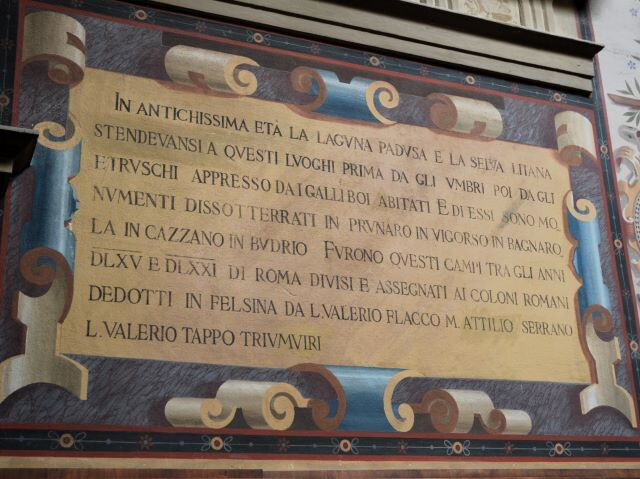 IN ANTICHISSIMA ETÀ LA LAGVNA PADVSA E LA SELVA LITANA
STENDEVANSI A QVESTI LVOGHI PRIMA DA GLI VMBRI POI DA GLI
ETRVSCHI APPRESSO DA I GALLI BOI ABITATI E DI ESSI SONO MO‗
NVMENTI DISSOTTERRATI IN PRVNARO IN VIGORSO IN BAGNARO‗
LA IN CAZZANO IN BVDRIO FVRONO QVESTI CAMPI TRA GLI ANNI
DLXV E DLXXI DI ROMA DIVISI E ASSEGNATI AI COLONI ROMANI
DEDOTTI IN FELSINA DA L.VALERIO FLACCO M. ATTILIO SERRANO
L.VALERIO TAPPO TRIVMVIRI